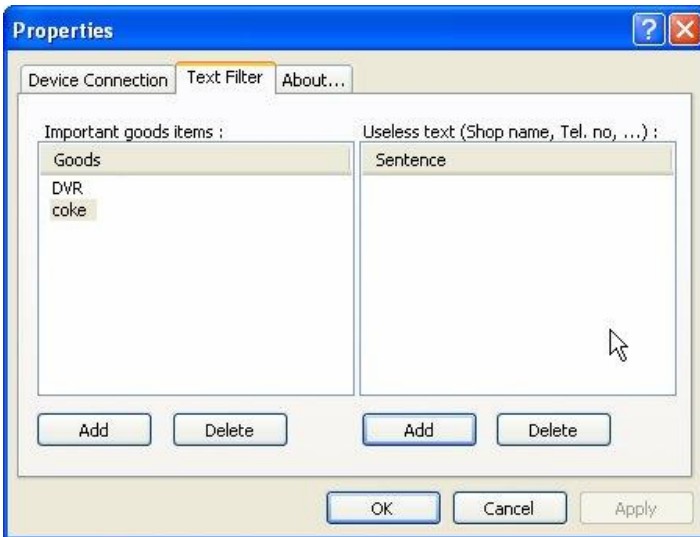 Properties
Device Connection Text Filter About...
Important goods items :
Goods
DVR
coke
Add Delete
Useless text (Shop name, Tel. no, ...) :
Sentence
Add Delete
OK Cancel Apply